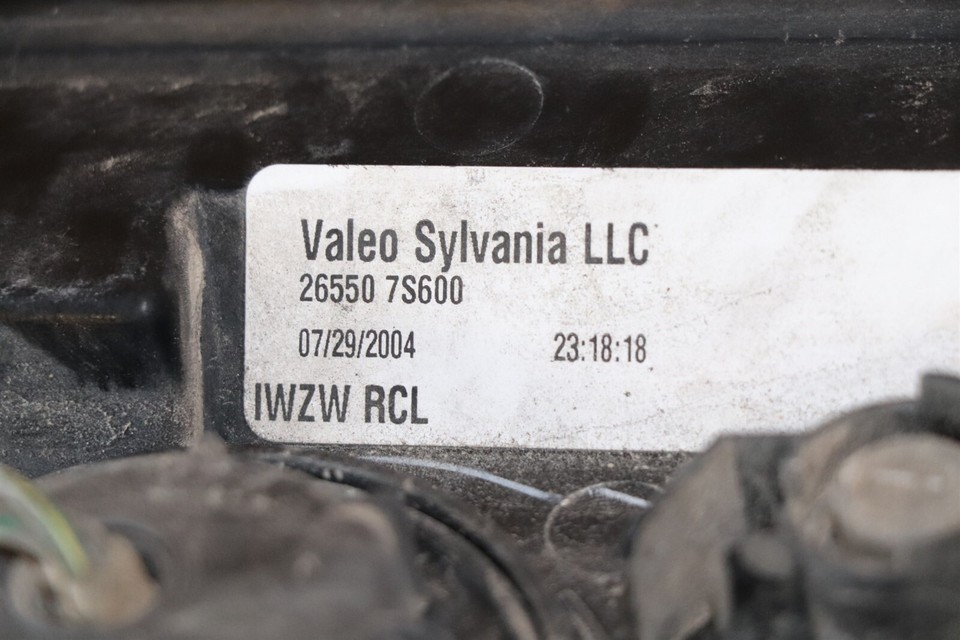 Valeo Sylvania LLC
26550 7S600
07/29/2004 23:18:18
IWZW RCL